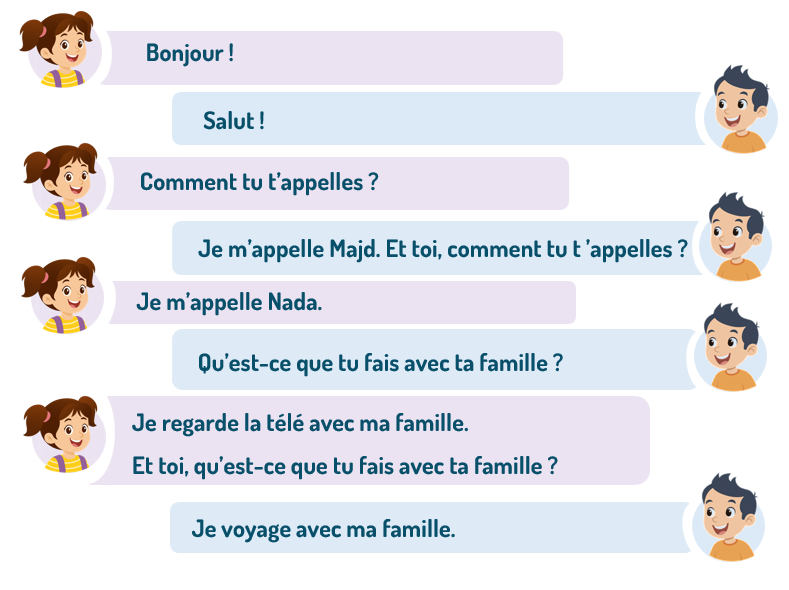 Bonjour !
Salut !
Comment tu t’appelles ?
Je m’appelle Majd. Et toi, comment tu t ’appelles ?
Je m’appelle Nada.
Qu’est-ce que tu fais avec ta famille ?
Je regarde la télé avec ma famille.
Et toi, qu’est-ce que tu fais avec ta famille ?
Je voyage avec ma famille.